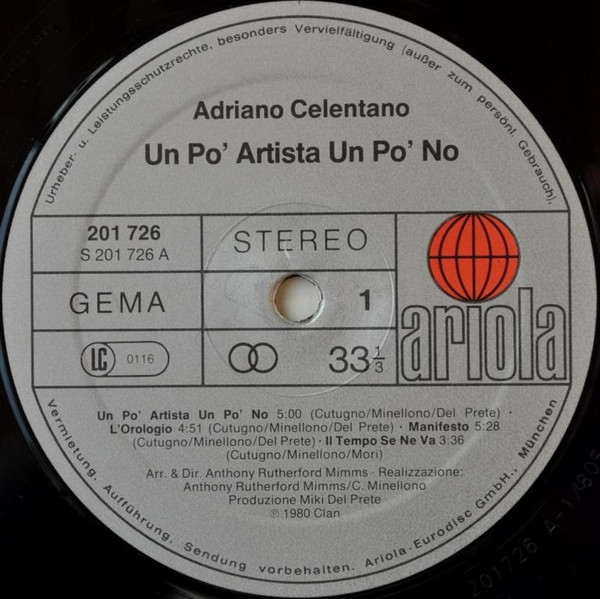 Urheber- u. Leistungsschutzrechte, besonders Vervielfältigung (außer zum persönl. Gebrauch),
Adriano Celentano
Un Po' Artista Un Po' No
201 726
S 201 726 A
STEREO
GEMA
1
LC 0116
33 1/3
ariola
Un Po' Artista Un Po' No 5:00 (Cutugno/Minellono/Del Prete) ·
L'Orologio 4:51 (Cutugno/Minellono/Del Prete) · Manifesto 5:28
(Cutugno/Minellono/Del Prete) · Il Tempo Se Ne Va 3:36
(Cutugno/Minellono/Mori)
Arr. & Dir. Anthony Rutherford Mimms · Realizzazione:
Anthony Rutherford Mimms/C. Minellono
Produzione Miki Del Prete
℗ 1980 Clan
Vermietung, Aufführung, Sendung vorbehalten. Ariola-Eurodisc GmbH., München